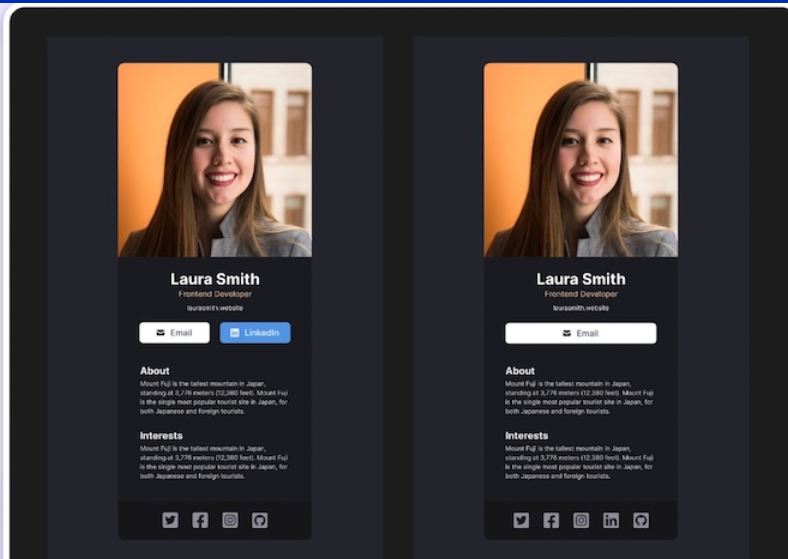 Laura Smith
Frontend Developer
laurasmith.website
Email
LinkedIn
About
Mount Fuji is the tallest mountain in Japan,
standing at 3,776 meters (12,380 feet). Mount Fuji
is the single most popular tourist site in Japan, for
both Japanese and foreign tourists.
Interests
Mount Fuji is the tallest mountain in Japan,
standing at 3,776 meters (12,380 feet). Mount Fuji
is the single most popular tourist site in Japan, for
both Japanese and foreign tourists.
Laura Smith
Frontend Developer
laurasmith.website
Email
About
Mount Fuji is the tallest mountain in Japan,
standing at 3,776 meters (12,380 feet). Mount Fuji
is the single most popular tourist site in Japan, for
both Japanese and foreign tourists.
Interests
Mount Fuji is the tallest mountain in Japan,
standing at 3,776 meters (12,380 feet). Mount Fuji
is the single most popular tourist site in Japan, for
both Japanese and foreign tourists.